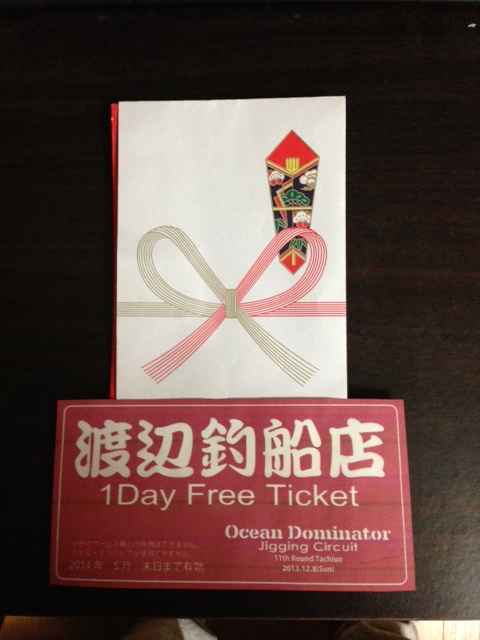 渡辺釣船店
1Day Free Ticket
Ocean Dominator
Jigging Circuit
11th Round Tachiuo
2013.12.8(Sun)
2014年 5月 末日まで有効